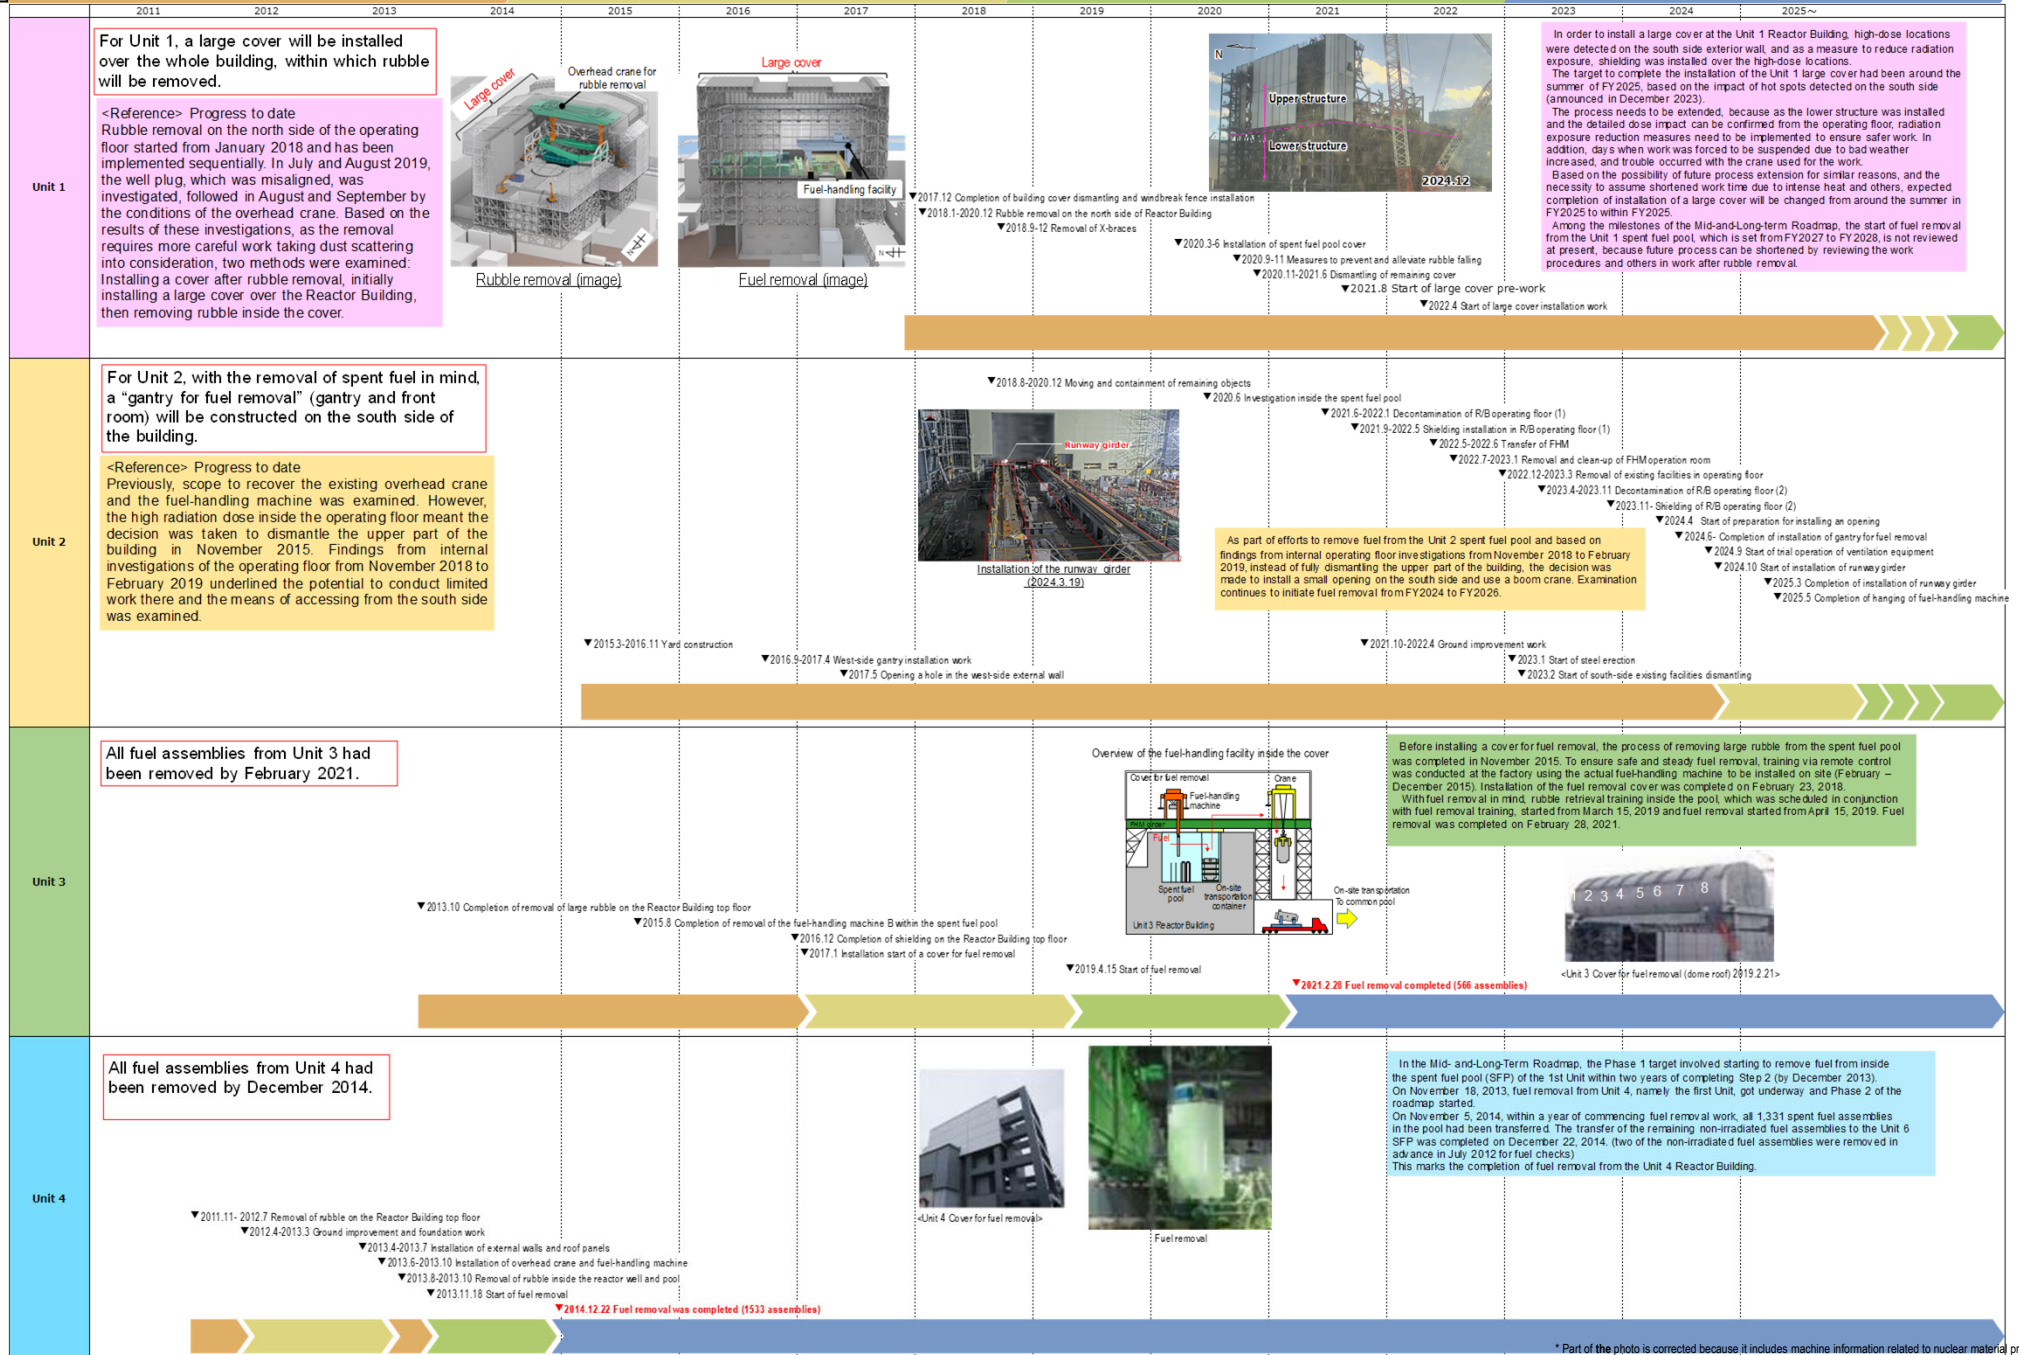 2011 2012 2013 2014 2015 2016 2017 2018 2019 2020 2021 2022 2023 2024 2025～
Unit 1
For Unit 1, a large cover will be installed
over the whole building, within which rubble
will be removed.
<Reference> Progress to date
Rubble removal on the north side of the operating
floor started from January 2018 and has been
implemented sequentially. In July and August 2019,
the well plug, which was misaligned, was
investigated, followed in August and September by
the conditions of the overhead crane. Based on the
results of these investigations, as the removal
requires more careful work taking dust scattering
into consideration, two methods were examined:
Installing a cover after rubble removal, initially
installing a large cover over the Reactor Building,
then removing rubble inside the cover.
Large cover
Overhead crane for
rubble removal
N
Rubble removal (image)
Large cover
Fuel-handling facility
N
Fuel removal (image)
N
Upper structure
Lower structure
2024.12
In order to install a large cover at the Unit 1 Reactor Building, high-dose locations
were detected on the south side exterior wall, and as a measure to reduce radiation
exposure, shielding was installed over the high-dose locations.
The target to complete the installation of the Unit 1 large cover had been around the
summer of FY2025, based on the impact of hot spots detected on the south side
(announced in December 2023).
The process needs to be extended, because as the lower structure was installed
and the detailed dose impact can be confirmed from the operating floor, radiation
exposure reduction measures need to be implemented to ensure safer work. In
addition, days when work was forced to be suspended due to bad weather
increased, and trouble occurred with the crane used for the work.
Based on the possibility of future process extension for similar reasons, and the
necessity to assume shortened work time due to intense heat and others, expected
completion of installation of a large cover will be changed from around the summer in
FY2025 to within FY2025.
Among the milestones of the Mid-and-Long-term Roadmap, the start of fuel removal
from the Unit 1 spent fuel pool, which is set from FY2027 to FY2028, is not reviewed
at present, because future process can be shortened by reviewing the work
procedures and others in work after rubble removal.
▼2017.12 Completion of building cover dismantling and windbreak fence installation
▼2018.1-2020.12 Rubble removal on the north side of Reactor Building
▼2018.9-12 Removal of X-braces
▼2020.3-6 Installation of spent fuel pool cover
▼2020.9-11 Measures to prevent and alleviate rubble falling
▼2020.11-2021.6 Dismantling of remaining cover
▼2021.8 Start of large cover pre-work
▼2022.4 Start of large cover installation work
Unit 2
For Unit 2, with the removal of spent fuel in mind,
a “gantry for fuel removal” (gantry and front
room) will be constructed on the south side of
the building.
<Reference> Progress to date
Previously, scope to recover the existing overhead crane
and the fuel-handling machine was examined. However,
the high radiation dose inside the operating floor meant the
decision was taken to dismantle the upper part of the
building in November 2015. Findings from internal
investigations of the operating floor from November 2018 to
February 2019 underlined the potential to conduct limited
work there and the means of accessing from the south side
was examined.
Runway girder
Installation of the runway girder
(2024.3.19)
▼2018.8-2020.12 Moving and containment of remaining objects
▼2020.6 Investigation inside the spent fuel pool
▼2021.6-2022.1 Decontamination of R/B operating floor (1)
▼2021.9-2022.5 Shielding installation in R/B operating floor (1)
▼2022.5-2022.6 Transfer of FHM
▼2022.7-2023.1 Removal and clean-up of FHM operation room
▼2022.12-2023.3 Removal of existing facilities in operating floor
▼2023.4-2023.11 Decontamination of R/B operating floor (2)
▼2023.11- Shielding of R/B operating floor (2)
▼2024.4 Start of preparation for installing an opening
▼2024.6- Completion of installation of gantry for fuel removal
▼2024.9 Start of trial operation of ventilation equipment
▼2024.10 Start of installation of runway girder
▼2025.3 Completion of installation of runway girder
▼2025.5 Completion of hanging of fuel-handling machine
As part of efforts to remove fuel from the Unit 2 spent fuel pool and based on
findings from internal operating floor investigations from November 2018 to February
2019, instead of fully dismantling the upper part of the building, the decision was
made to install a small opening on the south side and use a boom crane. Examination
continues to initiate fuel removal from FY2024 to FY2026.
▼2015.3-2016.11 Yard construction
▼2016.9-2017.4 West-side gantry installation work
▼2017.5 Opening a hole in the west-side external wall
▼2021.10-2022.4 Ground improvement work
▼2023.1 Start of steel erection
▼2023.2 Start of south-side existing facilities dismantling
Unit 3
All fuel assemblies from Unit 3 had
been removed by February 2021.
Overview of the fuel-handling facility inside the cover
Cover for fuel removal
Crane
Fuel-handling
machine
FHM girder
Fuel
Spent fuel
pool
On-site
transportation
container
Unit 3 Reactor Building
On-site transportation
To common pool
Before installing a cover for fuel removal, the process of removing large rubble from the spent fuel pool
was completed in November 2015. To ensure safe and steady fuel removal, training via remote control
was conducted at the factory using the actual fuel-handling machine to be installed on site (February –
December 2015). Installation of the fuel removal cover was completed on February 23, 2018.
With fuel removal in mind, rubble retrieval training inside the pool, which was scheduled in conjunction
with fuel removal training, started from March 15, 2019 and fuel removal started from April 15, 2019. Fuel
removal was completed on February 28, 2021.
1 2 3 4 5 6 7 8
<Unit 3 Cover for fuel removal (dome roof) 2019.2.21>
▼2013.10 Completion of removal of large rubble on the Reactor Building top floor
▼2015.8 Completion of removal of the fuel-handling machine B within the spent fuel pool
▼2016.12 Completion of shielding on the Reactor Building top floor
▼2017.1 Installation start of a cover for fuel removal
▼2019.4.15 Start of fuel removal
▼2021.2.28 Fuel removal completed (566 assemblies)
Unit 4
All fuel assemblies from Unit 4 had
been removed by December 2014.
<Unit 4 Cover for fuel removal>
Fuel removal
In the Mid- and-Long-Term Roadmap, the Phase 1 target involved starting to remove fuel from inside
the spent fuel pool (SFP) of the 1st Unit within two years of completing Step 2 (by December 2013).
On November 18, 2013, fuel removal from Unit 4, namely the first Unit, got underway and Phase 2 of the
roadmap started.
On November 5, 2014, within a year of commencing fuel removal work, all 1,331 spent fuel assemblies
in the pool had been transferred. The transfer of the remaining non-irradiated fuel assemblies to the Unit 6
SFP was completed on December 22, 2014. (two of the non-irradiated fuel assemblies were removed in
advance in July 2012 for fuel checks)
This marks the completion of fuel removal from the Unit 4 Reactor Building.
▼2011.11- 2012.7 Removal of rubble on the Reactor Building top floor
▼2012.4-2013.3 Ground improvement and foundation work
▼2013.4-2013.7 Installation of external walls and roof panels
▼2013.6-2013.10 Installation of overhead crane and fuel-handling machine
▼2013.8-2013.10 Removal of rubble inside the reactor well and pool
▼2013.11.18 Start of fuel removal
▼2014.12.22 Fuel removal was completed (1533 assemblies)
* Part of the photo is corrected because it includes machine information related to nuclear material pr